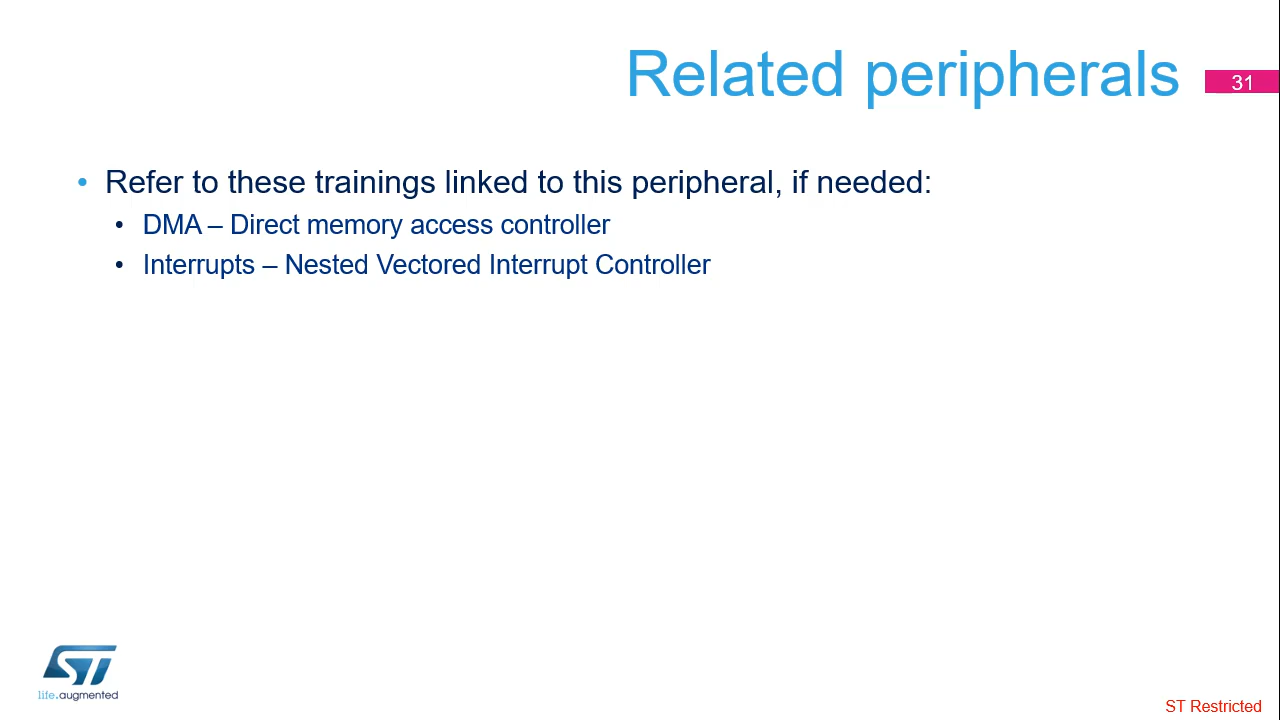 Related peripherals
31
• Refer to these trainings linked to this peripheral, if needed:
• DMA – Direct memory access controller
• Interrupts – Nested Vectored Interrupt Controller
ST
life.augmented
ST Restricted